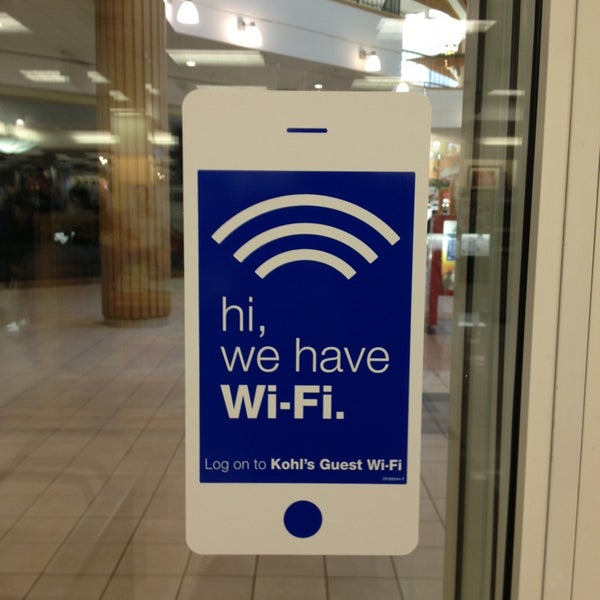 hi,
we have
Wi-Fi.
Log on to Kohl's Guest Wi-Fi